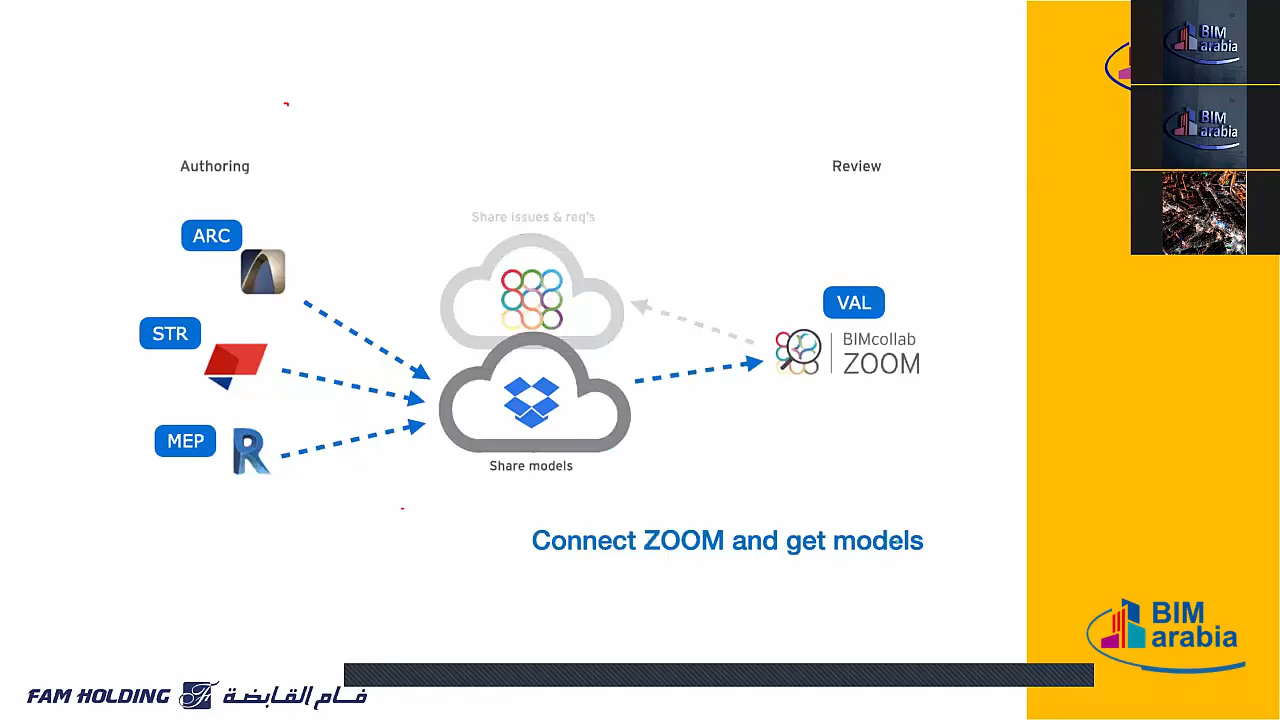 BIM
arabia
BIM
arabia
Authoring
Review
Share issues & req's
ARC
VAL
STR
BIMcollab
ZOOM
MEP
Share models
Connect ZOOM and get models
BIM
arabia
FAM HOLDING
فام القابضة